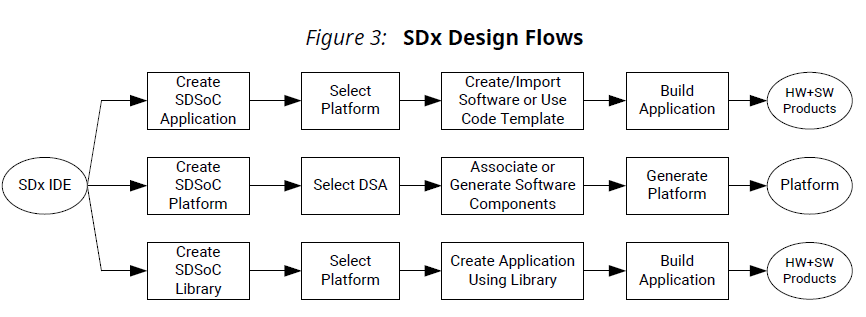 Figure 3: SDx Design Flows
Create
SDSoC
Application
Select
Platform
Create/Import
Software or Use
Code Template
Build
Application
HW+SW
Products
SDx IDE
Create
SDSoC
Platform
Select DSA
Associate or
Generate Software
Components
Generate
Platform
Platform
Create
SDSoC
Library
Select
Platform
Create Application
Using Library
Build
Application
HW+SW
Products